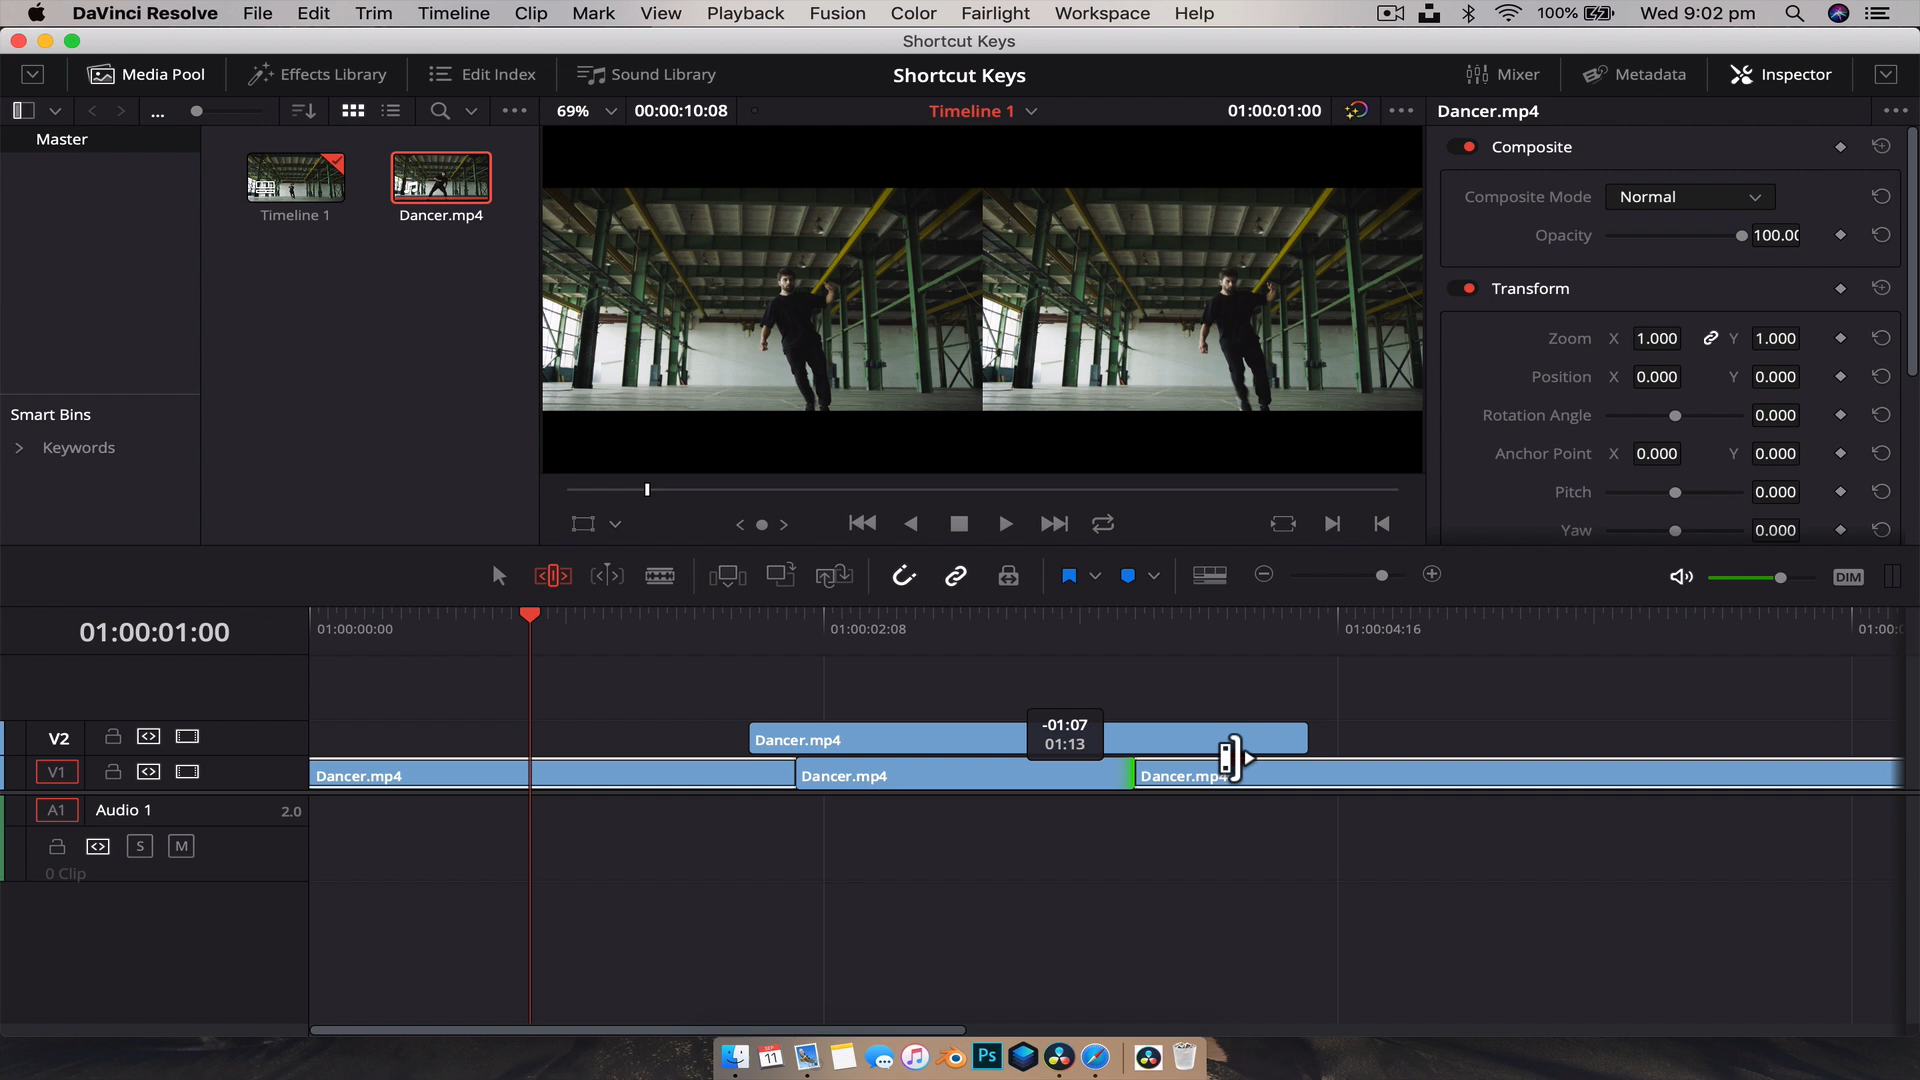 DaVinci Resolve File Edit Trim Timeline Clip Mark View Playback Fusion Color Fairlight Workspace Help 100% Wed 9:02 pm
Shortcut Keys
Media Pool Effects Library Edit Index Sound Library Shortcut Keys Mixer Metadata Inspector
... 69% 00:00:10:08 Timeline 1 01:00:01:00 Dancer.mp4
Master
Timeline 1 Dancer.mp4
Smart Bins
Keywords
Composite
Composite Mode Normal
Opacity 100.00
Transform
Zoom X 1.000 Y 1.000
Position X 0.000 Y 0.000
Rotation Angle 0.000
Anchor Point X 0.000 Y 0.000
Pitch 0.000
Yaw 0.000
DIM
01:00:01:00 01:00:00:00 01:00:02:08 01:00:04:16 01:00:0
V2 Dancer.mp4
-01:07
01:13
V1 Dancer.mp4 Dancer.mp4 Dancer.mp4
A1 Audio 1 2.0
S M
0 Clip
SEP
11
Ps